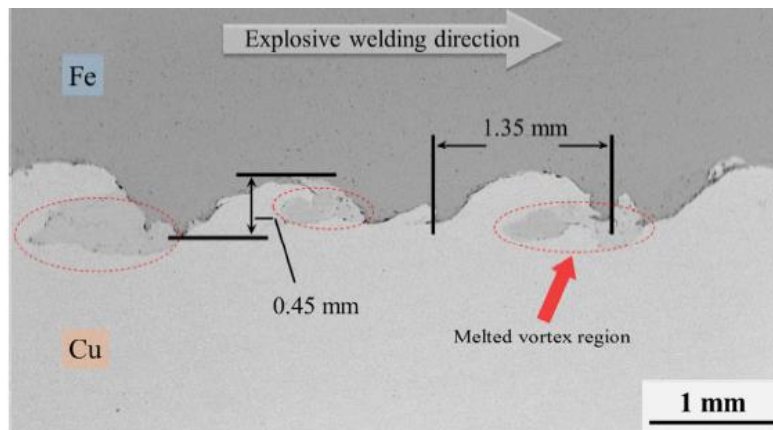 Explosive welding direction
Fe
1.35 mm
0.45 mm
Cu
Melted vortex region
1 mm